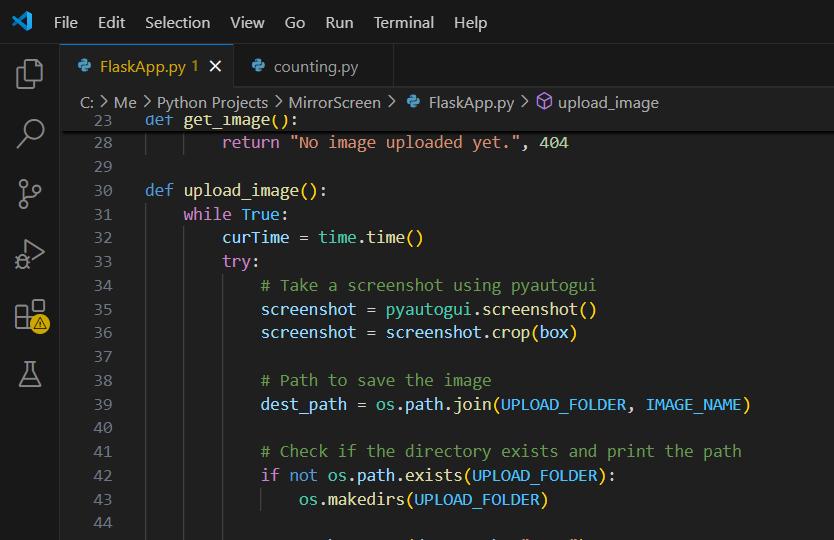 File Edit Selection View Go Run Terminal Help
FlaskApp.py 1 counting.py
C: > Me > Python Projects > MirrorScreen > FlaskApp.py > upload_image
23 def get_image():
28 return "No image uploaded yet.", 404
29
30 def upload_image():
31 while True:
32 curTime = time.time()
33 try:
34 # Take a screenshot using pyautogui
35 screenshot = pyautogui.screenshot()
36 screenshot = screenshot.crop(box)
37
38 # Path to save the image
39 dest_path = os.path.join(UPLOAD_FOLDER, IMAGE_NAME)
40
41 # Check if the directory exists and print the path
42 if not os.path.exists(UPLOAD_FOLDER):
43 os.makedirs(UPLOAD_FOLDER)
44